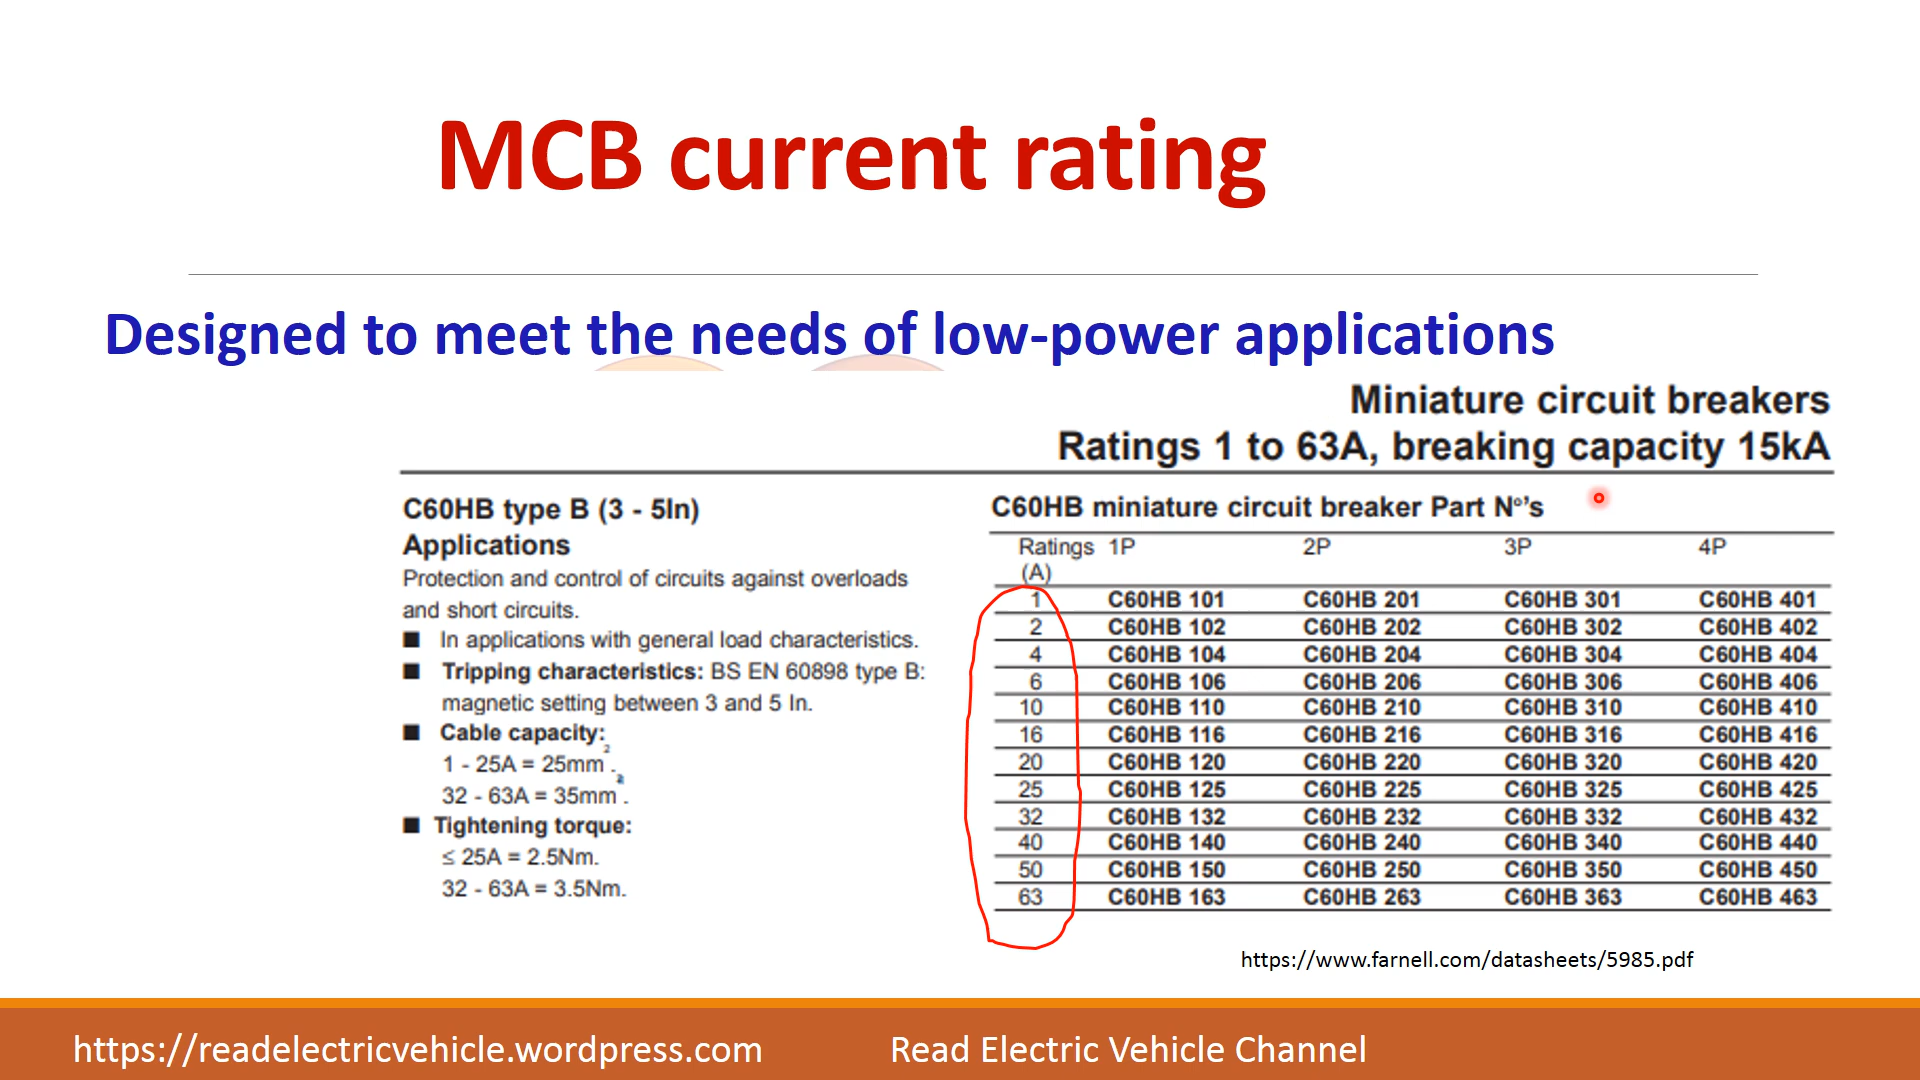 MCB current rating
Designed to meet the needs of low-power applications
Miniature circuit breakers
Ratings 1 to 63A, breaking capacity 15kA
C60HB type B (3 - 5In)
Applications
Protection and control of circuits against overloads
and short circuits.
■ In applications with general load characteristics.
■ Tripping characteristics: BS EN 60898 type B:
magnetic setting between 3 and 5 In.
■ Cable capacity:
1 - 25A = 25mm².
32 - 63A = 35mm².
■ Tightening torque:
≤ 25A = 2.5Nm.
32 - 63A = 3.5Nm.
C60HB miniature circuit breaker Part Nº's
Ratings 1P 2P 3P 4P
(A)
1 C60HB 101 C60HB 201 C60HB 301 C60HB 401
2 C60HB 102 C60HB 202 C60HB 302 C60HB 402
4 C60HB 104 C60HB 204 C60HB 304 C60HB 404
6 C60HB 106 C60HB 206 C60HB 306 C60HB 406
10 C60HB 110 C60HB 210 C60HB 310 C60HB 410
16 C60HB 116 C60HB 216 C60HB 316 C60HB 416
20 C60HB 120 C60HB 220 C60HB 320 C60HB 420
25 C60HB 125 C60HB 225 C60HB 325 C60HB 425
32 C60HB 132 C60HB 232 C60HB 332 C60HB 432
40 C60HB 140 C60HB 240 C60HB 340 C60HB 440
50 C60HB 150 C60HB 250 C60HB 350 C60HB 450
63 C60HB 163 C60HB 263 C60HB 363 C60HB 463
https://www.farnell.com/datasheets/5985.pdf
https://readelectricvehicle.wordpress.com
Read Electric Vehicle Channel